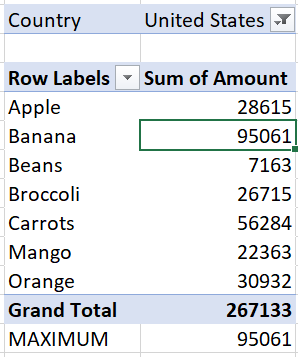 Country United States
Row Labels Sum of Amount
Apple 28615
Banana 95061
Beans 7163
Broccoli 26715
Carrots 56284
Mango 22363
Orange 30932
Grand Total 267133
MAXIMUM 95061